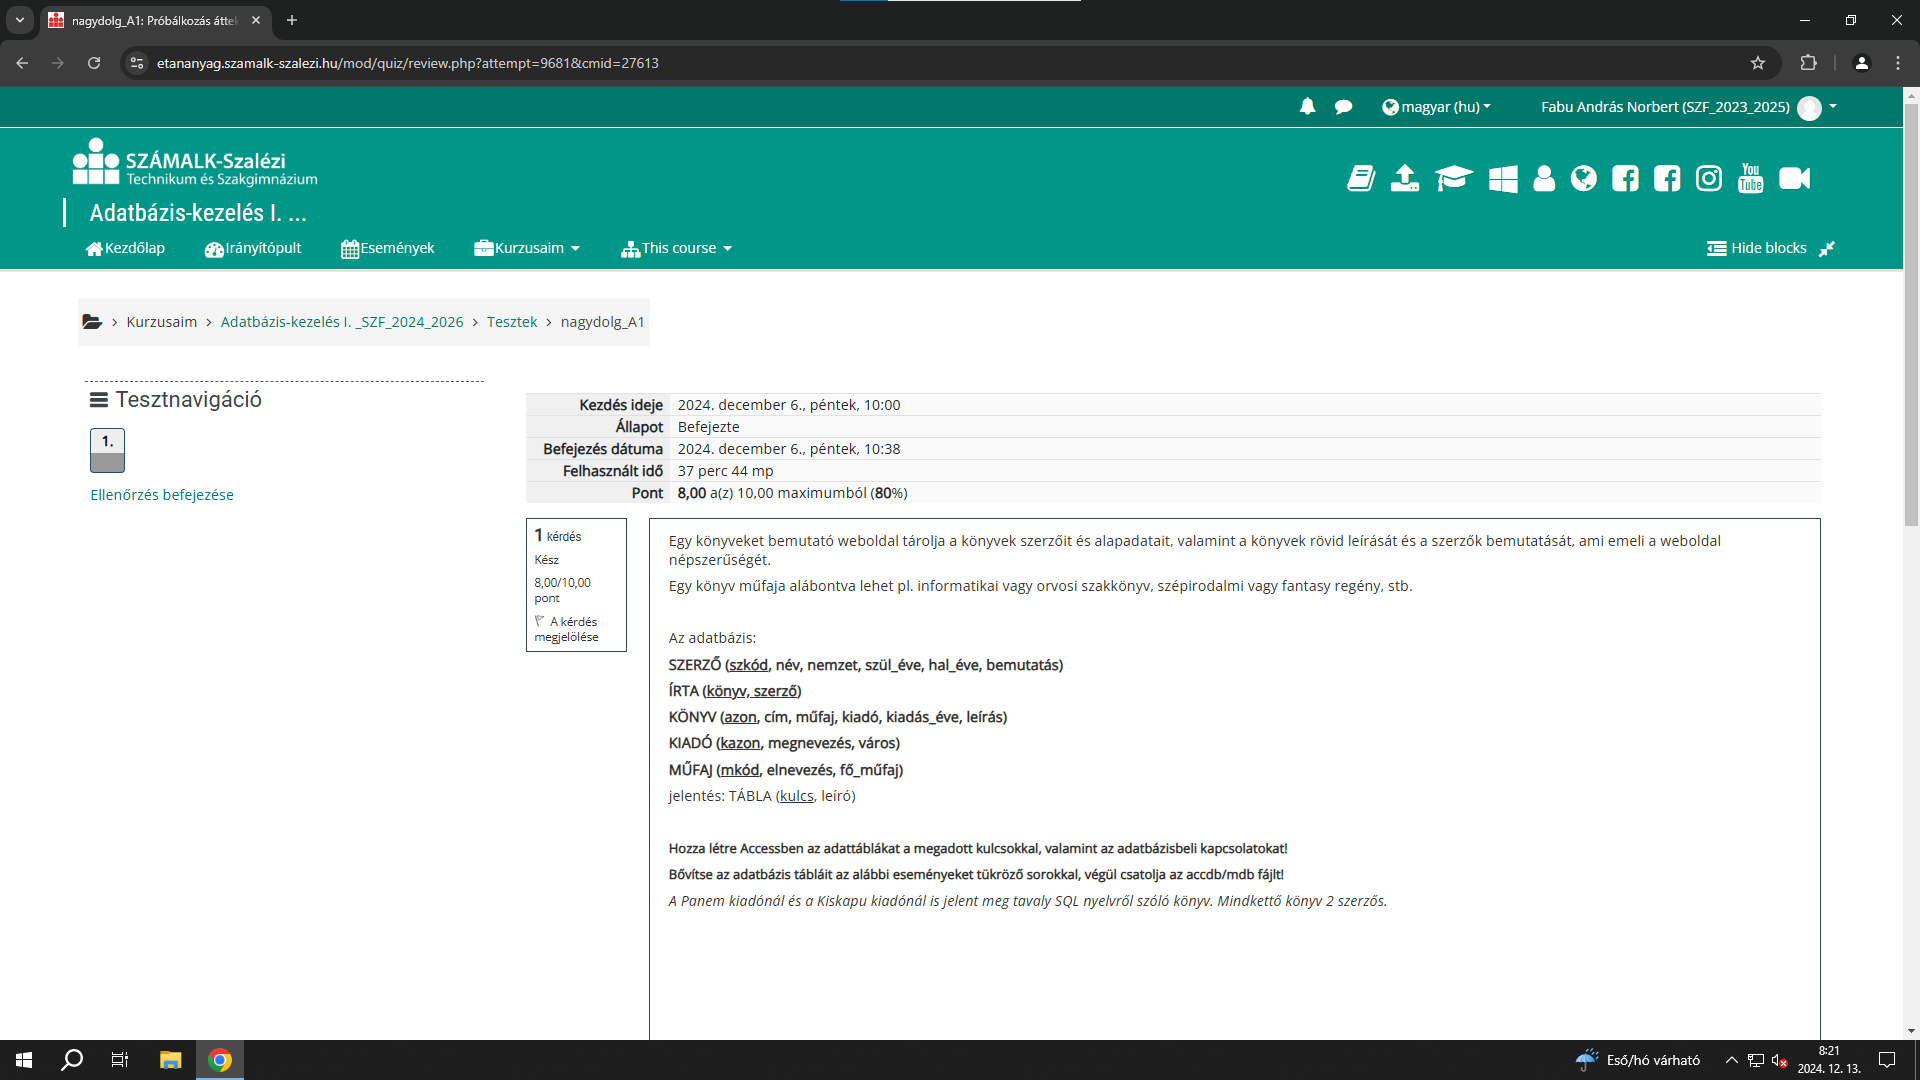 nagydolg_A1: Próbálkozás átte
etananyag.szamalk-szalezi.hu/mod/quiz/review.php?attempt=9681&cmid=27613
magyar (hu)
Fabu András Norbert (SZF_2023_2025)
SZÁMALK-Szalézi
Technikum és Szakgimnázium
You
Tube
Adatbázis-kezelés I. ...
Kezdőlap
Irányítópult
Események
Kurzusaim
This course
Hide blocks
Kurzusaim
Adatbázis-kezelés I. _SZF_2024_2026
Tesztek
nagydolg_A1
Tesztnavigáció
1.
Ellenőrzés befejezése
Kezdés ideje 2024. december 6., péntek, 10:00
Állapot Befejezte
Befejezés dátuma 2024. december 6., péntek, 10:38
Felhasznált idő 37 perc 44 mp
Pont 8,00 a(z) 10,00 maximumból (80%)
1 kérdés
Kész
8,00/10,00
pont
A kérdés
megjelölése
Egy könyveket bemutató weboldal tárolja a könyvek szerzőit és alapadatait, valamint a könyvek rövid leírását és a szerzők bemutatását, ami emeli a weboldal
népszerűségét.
Egy könyv műfaja alábontva lehet pl. informatikai vagy orvosi szakkönyv, szépirodalmi vagy fantasy regény, stb.
Az adatbázis:
SZERZŐ (szkód, név, nemzet, szül_éve, hal_éve, bemutatás)
ÍRTA (könyv, szerző)
KÖNYV (azon, cím, műfaj, kiadó, kiadás_éve, leírás)
KIADÓ (kazon, megnevezés, város)
MŰFAJ (mkód, elnevezés, fő_műfaj)
jelentés: TÁBLA (kulcs, leíró)
Hozza létre Accessben az adattáblákat a megadott kulcsokkal, valamint az adatbázisbeli kapcsolatokat!
Bővítse az adatbázis tábláit az alábbi eseményeket tükröző sorokkal, végül csatolja az accdb/mdb fájlt!
A Panem kiadónál és a Kiskapu kiadónál is jelent meg tavaly SQL nyelvről szóló könyv. Mindkettő könyv 2 szerzős.
Eső/hó várható
8:21
2024. 12. 13.